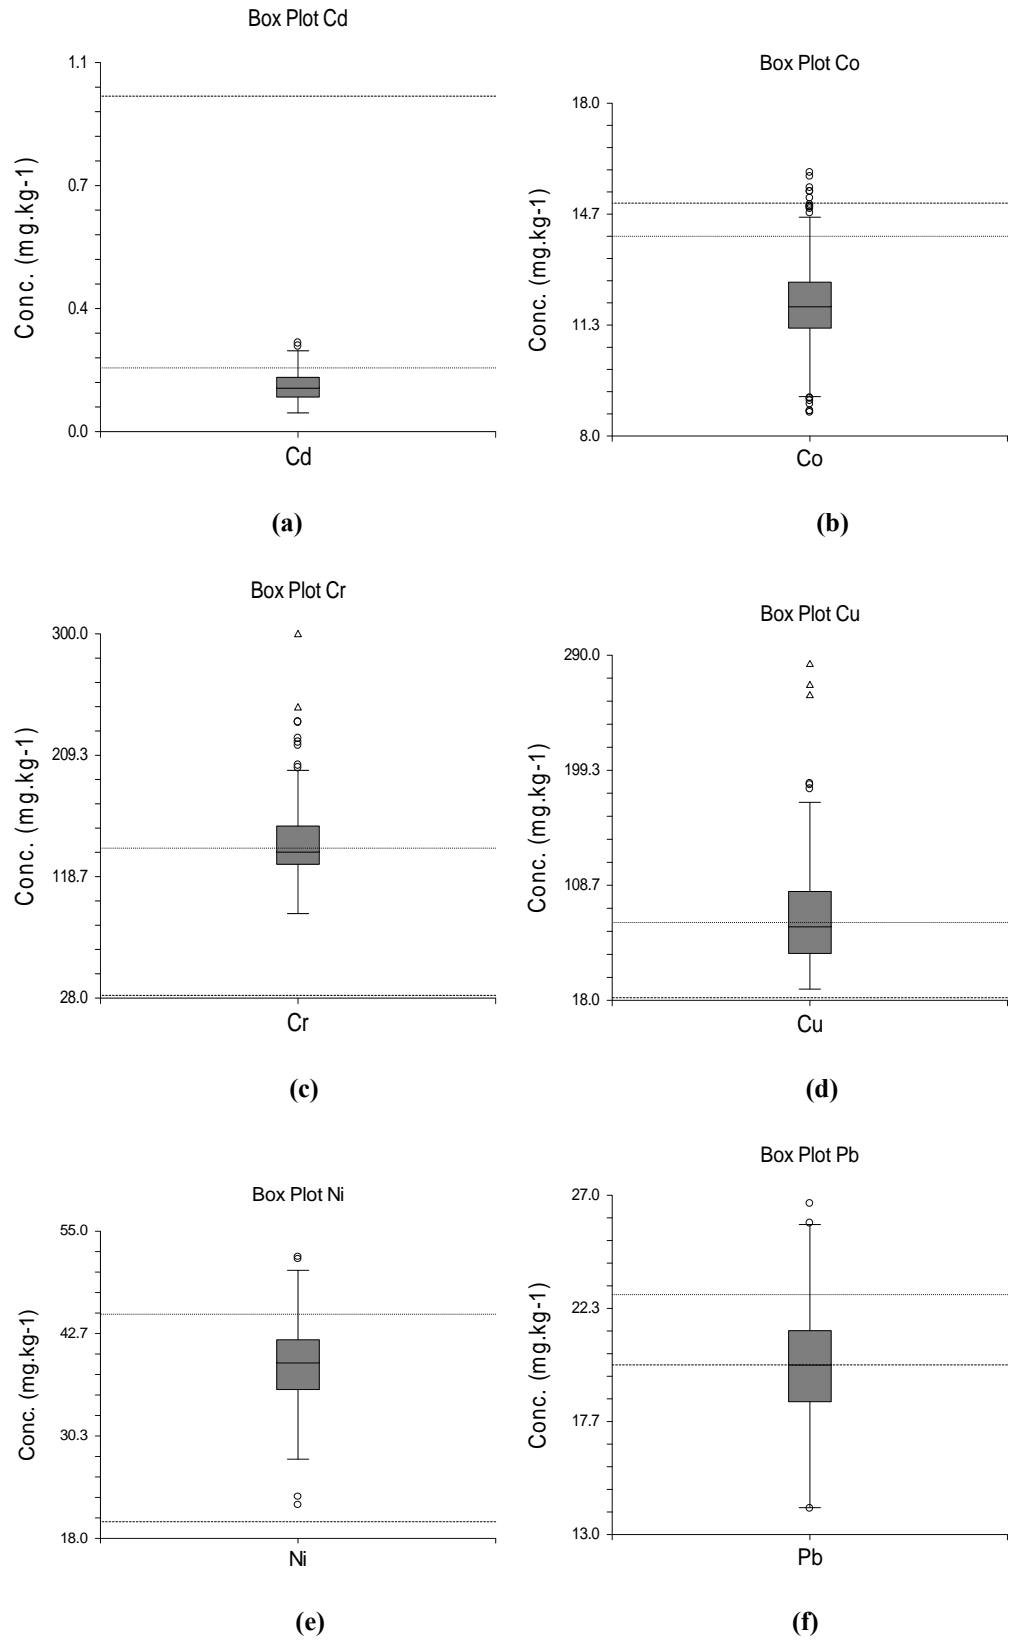 Box Plot Cd
1.1
0.7
0.4
0.0
Conc. (mg.kg-1)
Cd
(a)
Box Plot Co
18.0
14.7
11.3
8.0
Conc. (mg.kg-1)
Co
(b)
Box Plot Cr
300.0
209.3
118.7
28.0
Conc. (mg.kg-1)
Cr
(c)
Box Plot Cu
290.0
199.3
108.7
18.0
Conc. (mg.kg-1)
Cu
(d)
Box Plot Ni
55.0
42.7
30.3
18.0
Conc. (mg.kg-1)
Ni
(e)
Box Plot Pb
27.0
22.3
17.7
13.0
Conc. (mg.kg-1)
Pb
(f)